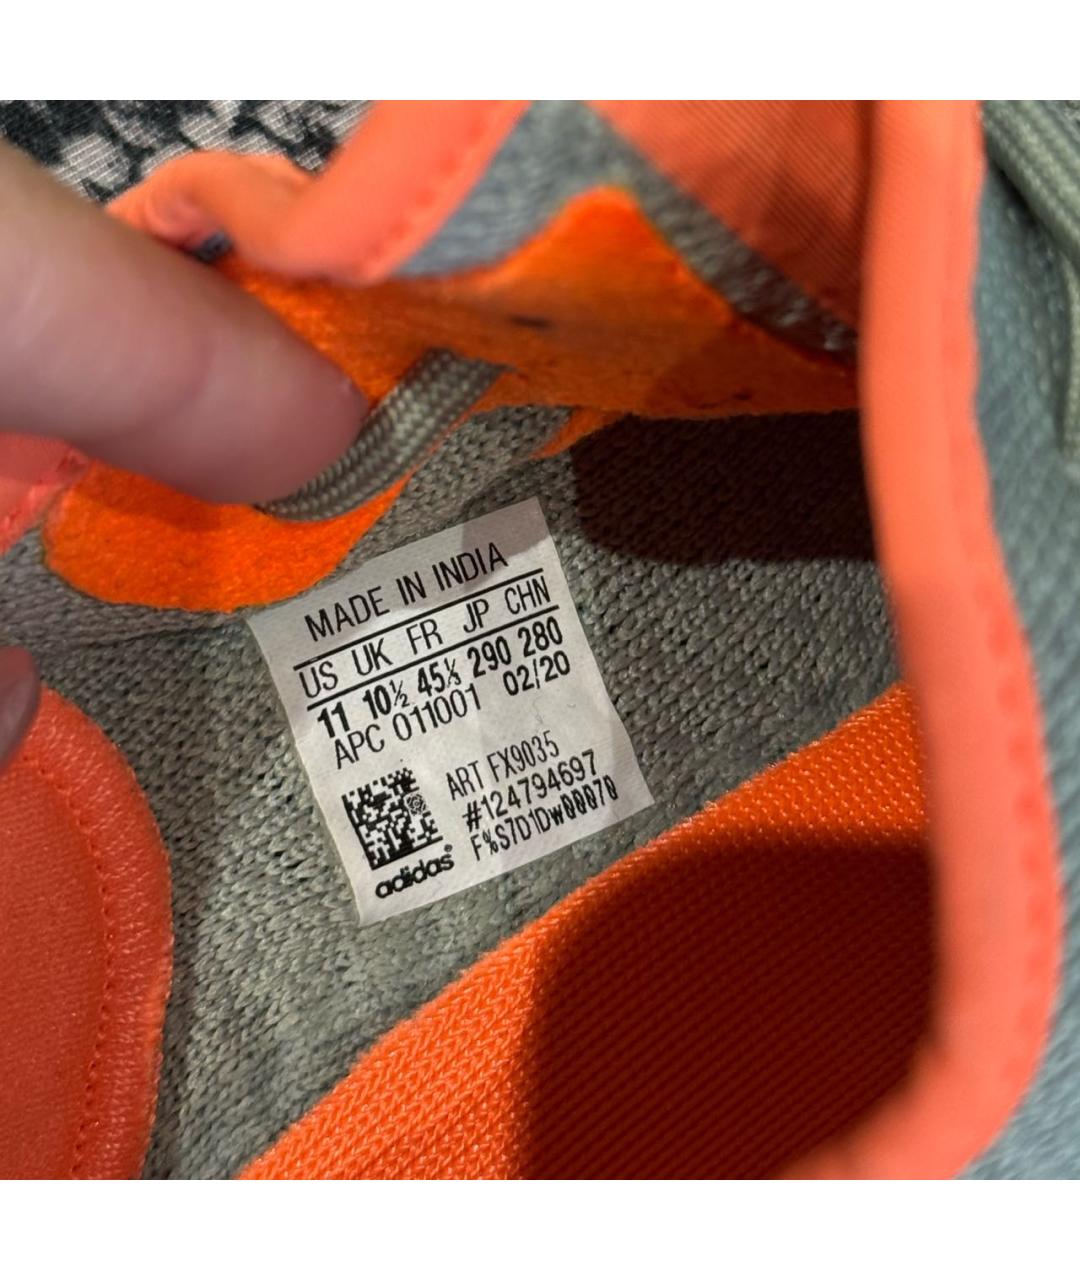 MADE IN INDIA
US UK FR JP CHN
11 10½ 45⅓ 290 280
APC 011001 02/20
ART FX9035
#124794697
F%S7D1DW00070
adidas®